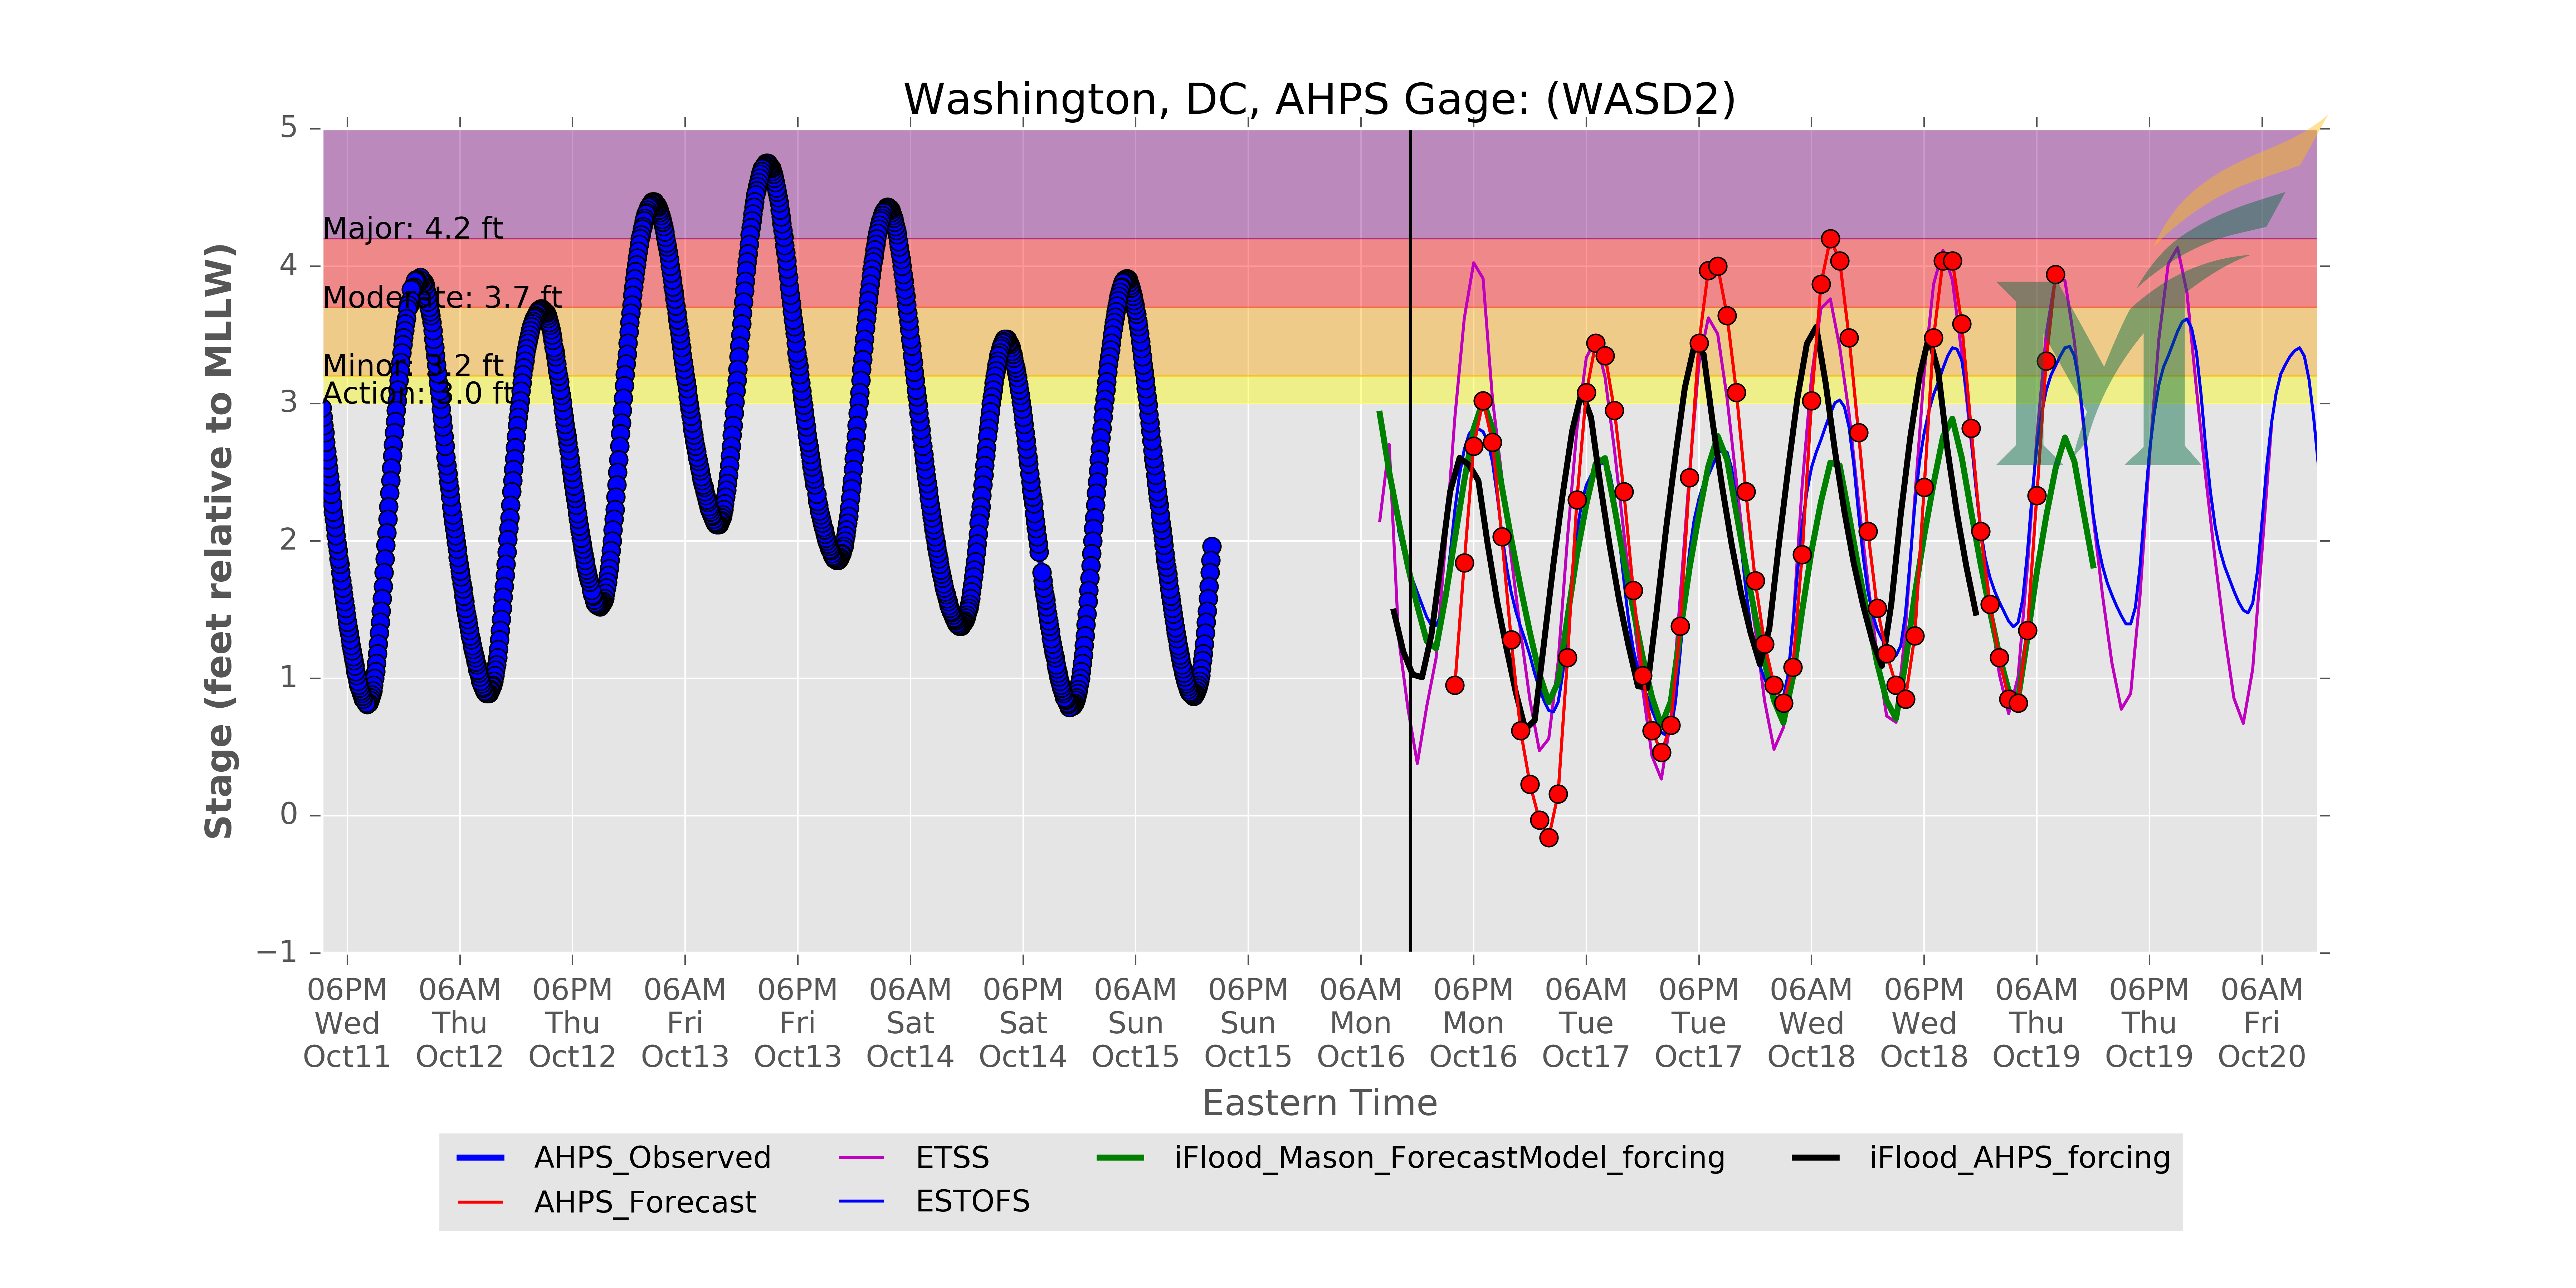 Washington, DC, AHPS Gage: (WASD2)
Stage (feet relative to MLLW)
5
4
3
2
1
0
−1
Major: 4.2 ft
Moderate: 3.7 ft
Minor: 3.2 ft
Action: 3.0 ft
06PM 06AM 06PM 06AM 06PM 06AM 06PM 06AM 06PM 06AM 06PM 06AM 06PM 06AM 06PM 06AM 06PM 06AM
Wed Thu Thu Fri Fri Sat Sat Sun Sun Mon Mon Tue Tue Wed Wed Thu Thu Fri
Oct11 Oct12 Oct12 Oct13 Oct13 Oct14 Oct14 Oct15 Oct15 Oct16 Oct16 Oct17 Oct17 Oct18 Oct18 Oct19 Oct19 Oct20
Eastern Time
AHPS_Observed ETSS iFlood_Mason_ForecastModel_forcing iFlood_AHPS_forcing
AHPS_Forecast ESTOFS